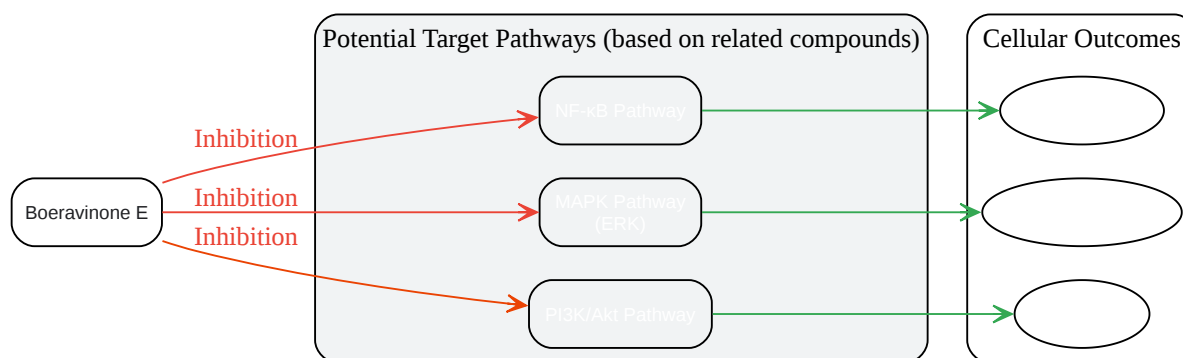 Potential Target Pathways (based on related compounds)
Cellular Outcomes
NF-κB Pathway
Inhibition
Inhibition
Boeravinone E
MAPK Pathway
(ERK)
Inhibition
PI3K/Akt Pathway